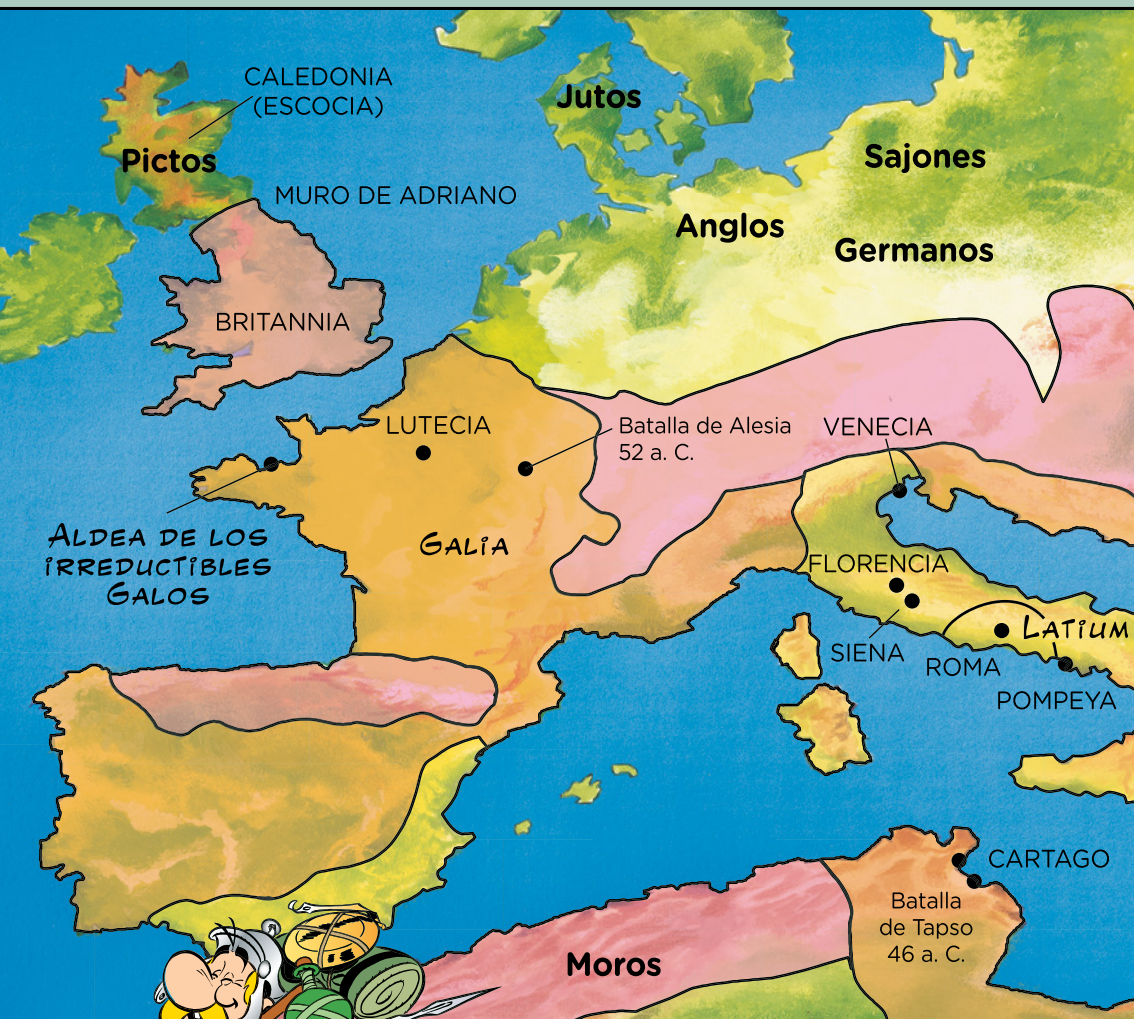 CALEDONIA
(ESCOCIA)
Jutos
Pictos
Sajones
MURO DE ADRIANO
Anglos
Germanos
BRITANNIA
LUTECIA
Batalla de Alesia
52 a. C.
VENECIA
ALDEA DE LOS
iRREDUCTiBLES
GALOS
GALiA
FLORENCIA
LATiUM
SIENA
ROMA
POMPEYA
CARTAGO
Batalla
de Tapso
46 a. C.
Moros